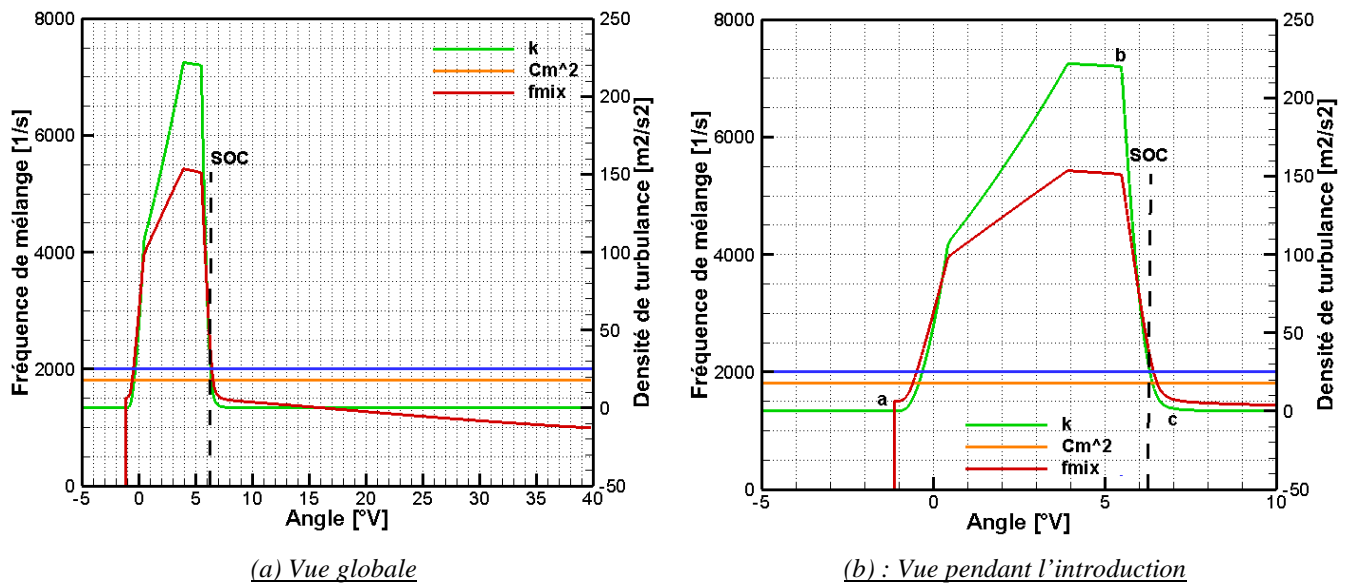 8000
6000
4000
2000
0
Fréquence de mélange [1/s]
250
200
150
100
50
0
-50
Densité de turbulance [m2/s2]
k
Cm^2
fmix
SOC
-5 0 5 10 15 20 25 30 35 40
Angle [°V]
(a) Vue globale
8000
6000
4000
2000
0
Fréquence de mélange [1/s]
250
200
150
100
50
0
-50
Densité de turbulance [m2/s2]
b
SOC
a
c
k
Cm^2
fmix
-5 0 5 10
Angle [°V]
(b) : Vue pendant l'introduction